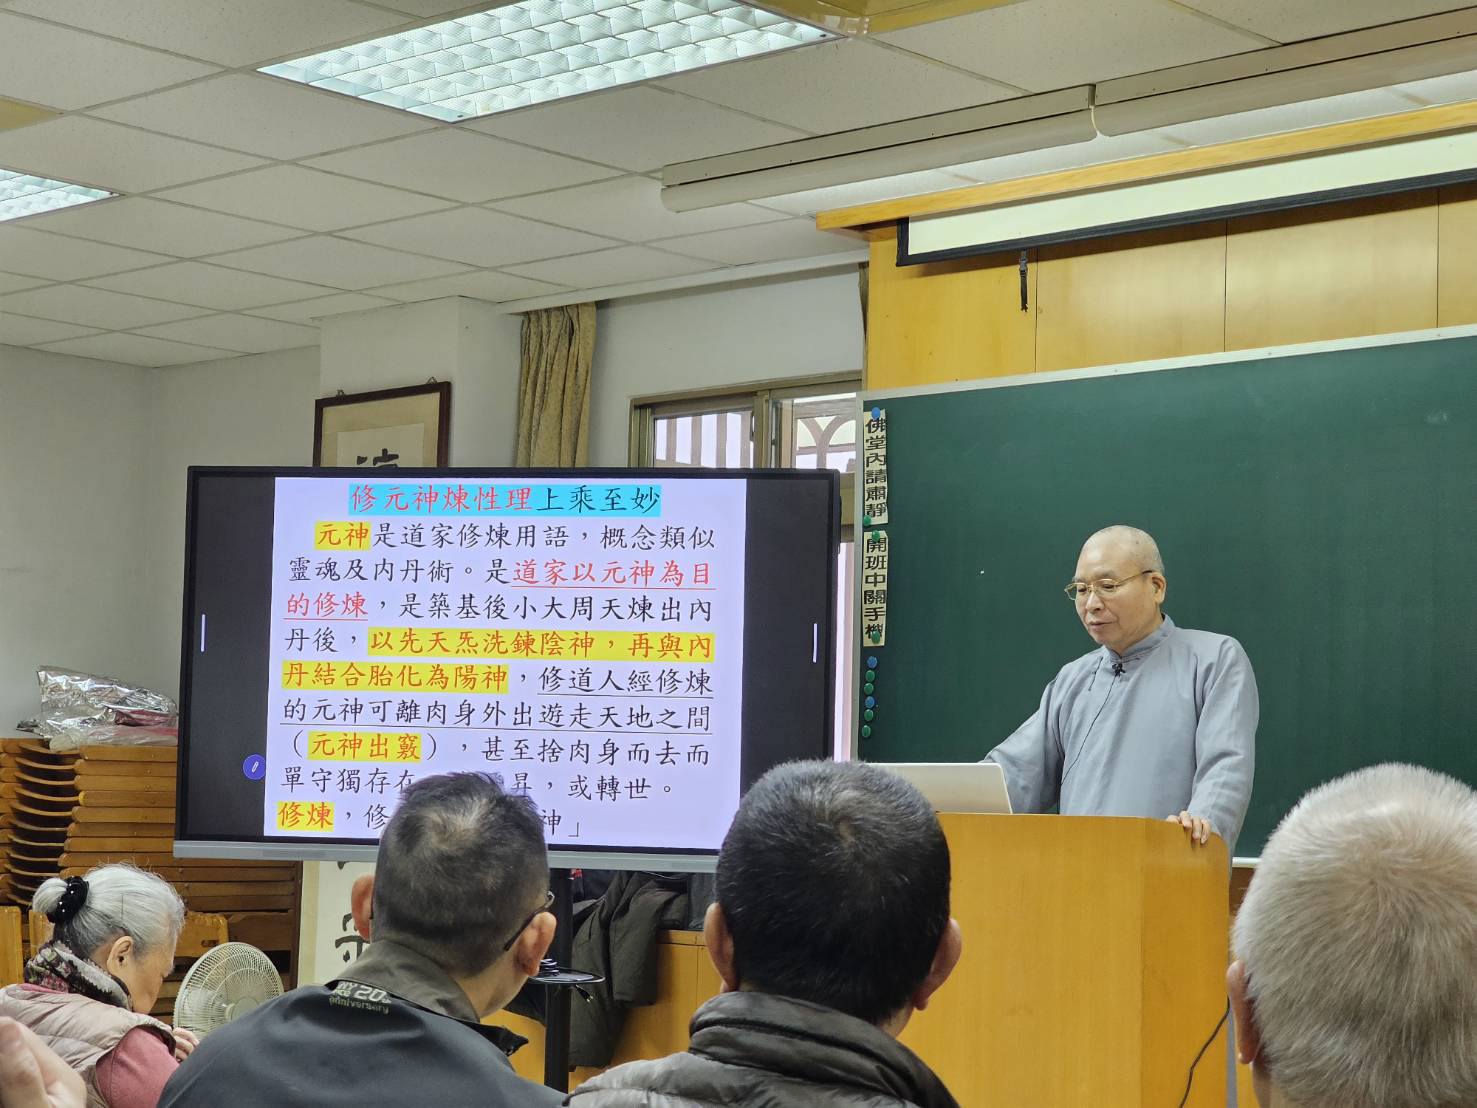 修元神煉性理上乘至妙
元神是道家修煉用語，概念類似
靈魂及內丹術。是道家以元神為目
的修煉，是築基後小大周天煉出內
丹後，以先天炁洗鍊陰神，再與內
丹結合胎化為陽神，修道人經修煉
的元神可離肉身外出遊走天地之間
（元神出竅），甚至捨肉身而去而
單守獨存在 昇，或轉世。
修煉，修 神」
佛堂內請肅靜
開班中關手機
anniversary